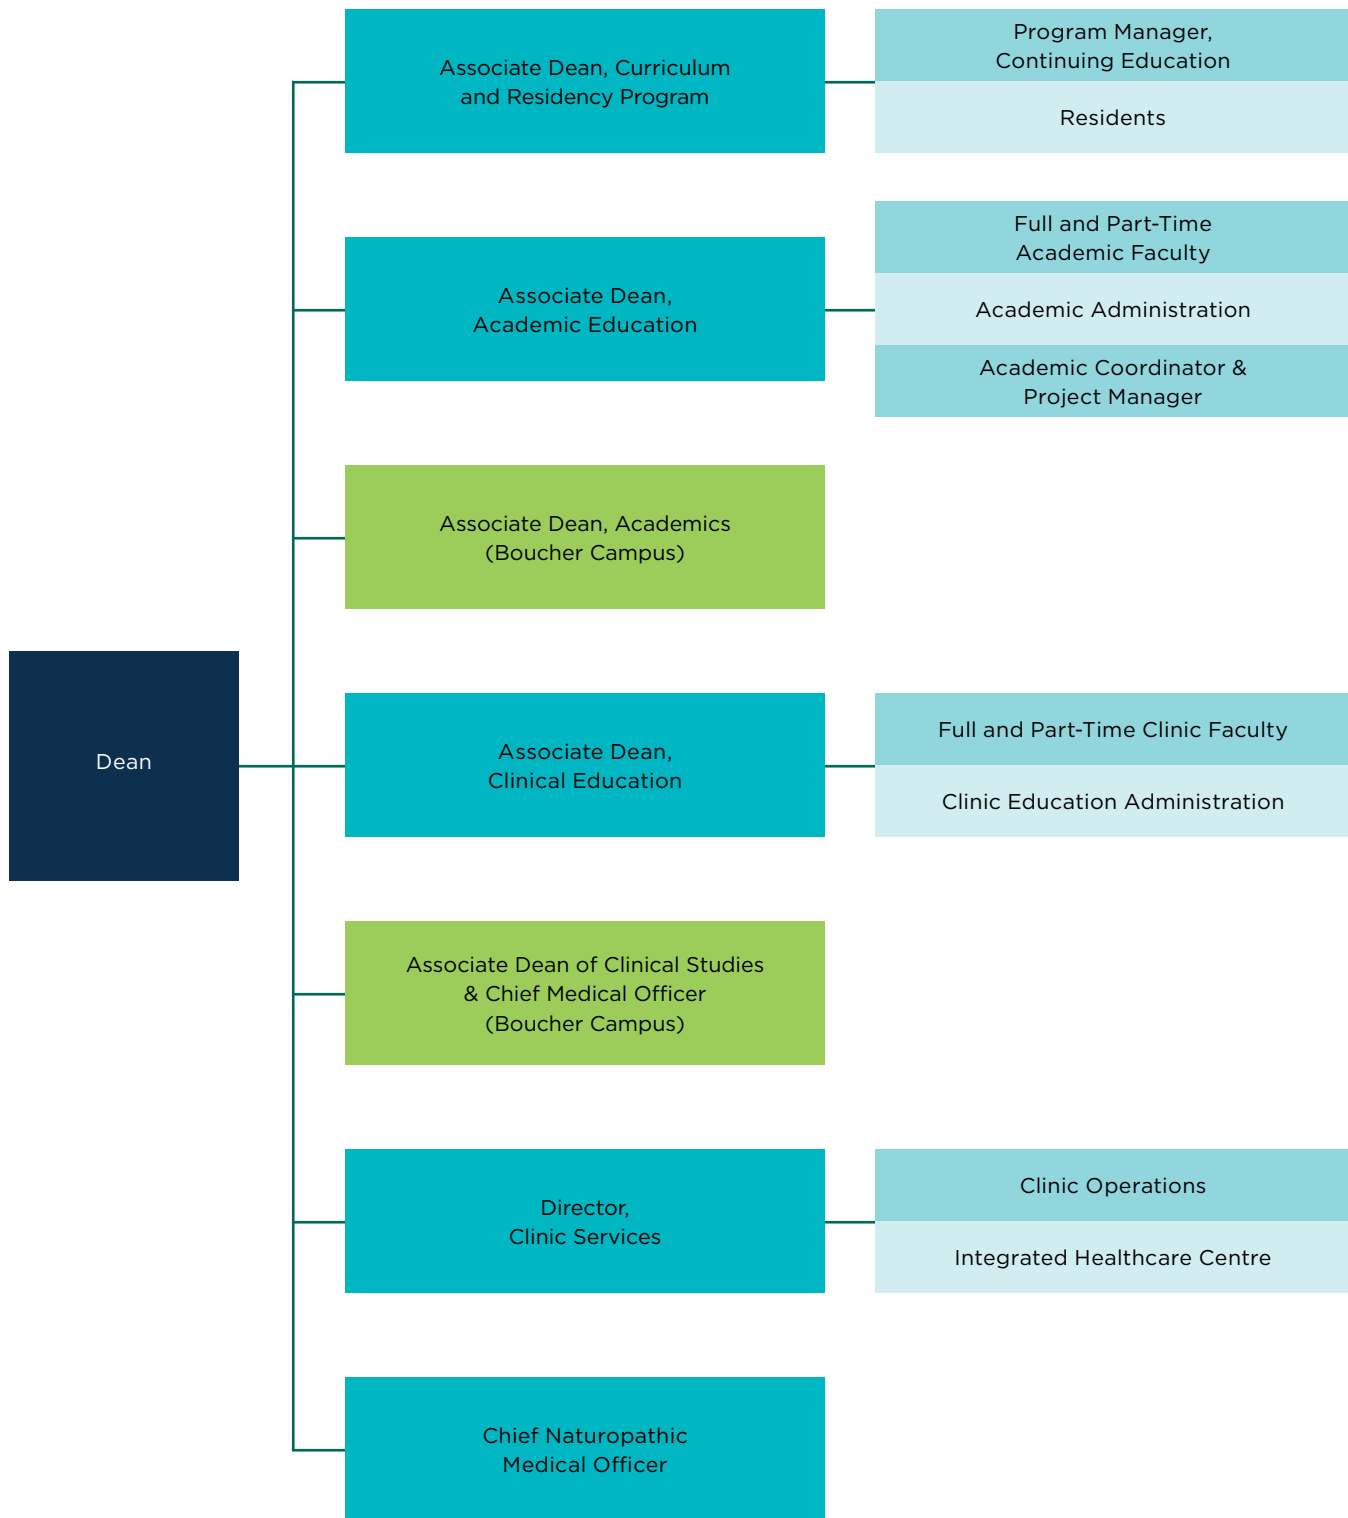 Associate Dean, Curriculum
and Residency Program
Program Manager,
Continuing Education
Residents
Associate Dean,
Academic Education
Full and Part-Time
Academic Faculty
Academic Administration
Academic Coordinator &
Project Manager
Associate Dean, Academics
(Boucher Campus)
Dean
Associate Dean,
Clinical Education
Full and Part-Time Clinic Faculty
Clinic Education Administration
Associate Dean of Clinical Studies
& Chief Medical Officer
(Boucher Campus)
Director,
Clinic Services
Clinic Operations
Integrated Healthcare Centre
Chief Naturopathic
Medical Officer